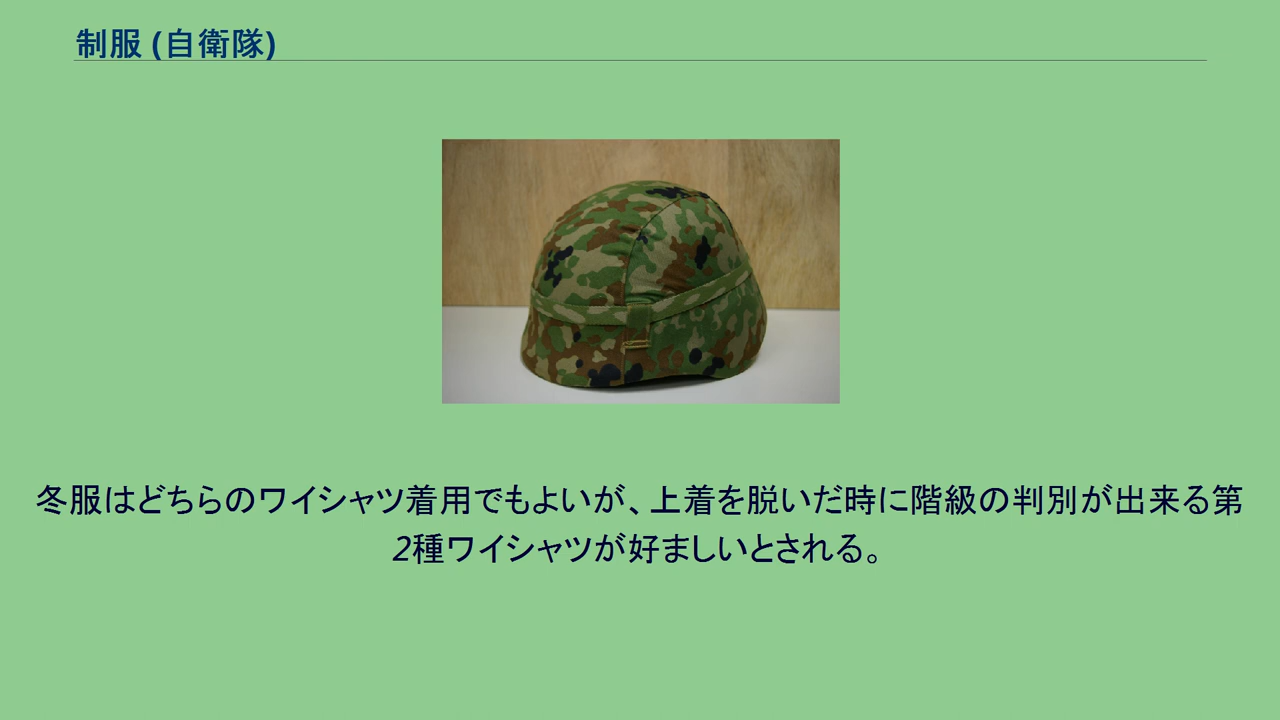 制服 (自衛隊)
冬服はどちらのワイシャツ着用でもよいが、上着を脱いだ時に階級の判別が出来る第
2種ワイシャツが好ましいとされる。